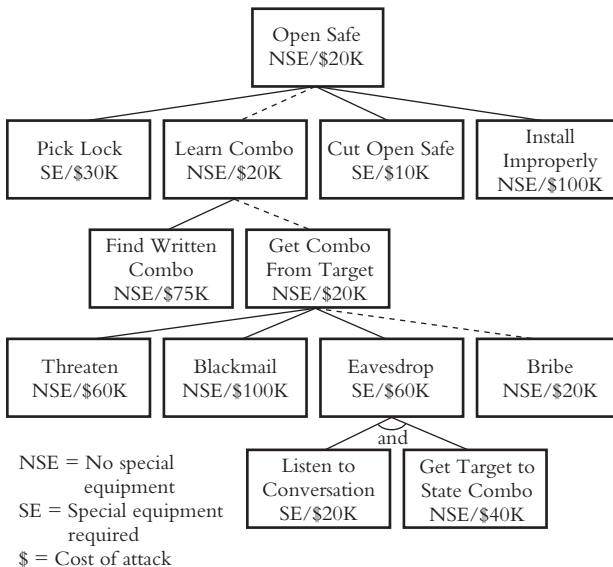 Open Safe
NSE/$20K
Pick Lock
SE/$30K
Learn Combo
NSE/$20K
Cut Open Safe
SE/$10K
Install
Improperly
NSE/$100K
Find Written
Combo
NSE/$75K
Get Combo
From Target
NSE/$20K
Threaten
NSE/$60K
Blackmail
NSE/$100K
Eavesdrop
SE/$60K
Bribe
NSE/$20K
and
Listen to
Conversation
SE/$20K
Get Target to
State Combo
NSE/$40K
NSE = No special
equipment
SE = Special equipment
required
$ = Cost of attack